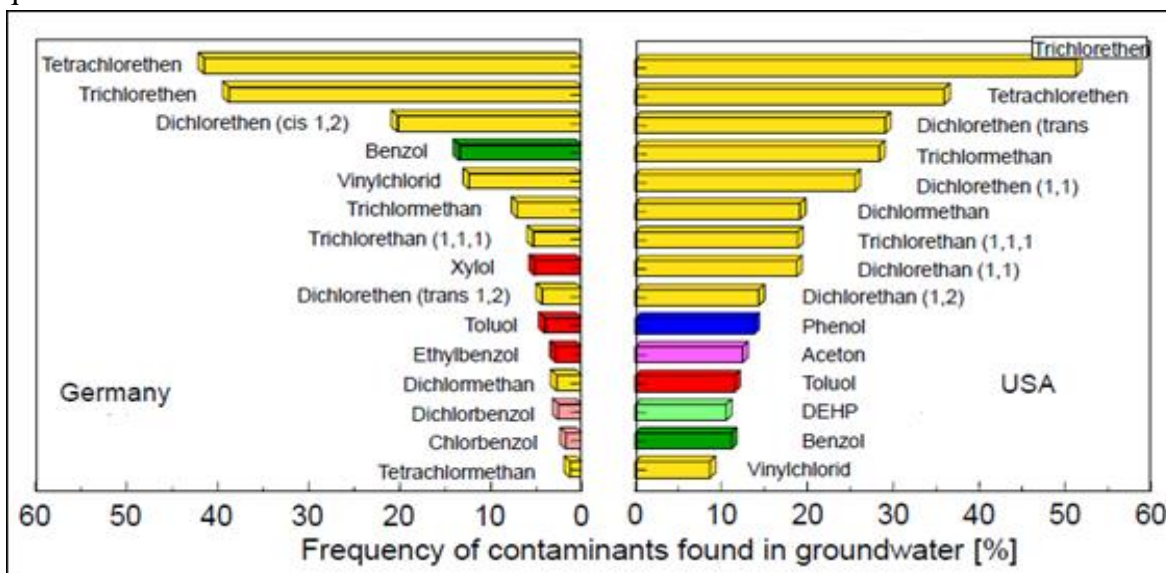 Tetrachlorethen
Trichlorethen
Dichlorethen (cis 1,2)
Benzol
Vinylchlorid
Trichlormethan
Trichlorethan (1,1,1)
Xylol
Dichlorethen (trans 1,2)
Toluol
Ethylbenzol
Dichlormethan
Dichlorbenzol
Chlorbenzol
Tetrachlormethan
Germany
60 50 40 30 20 10 0
Trichlorethen
Tetrachlorethen
Dichlorethen (trans
Trichlormethan
Dichlorethen (1,1)
Dichlormethan
Trichlorethan (1,1,1
Dichlorethan (1,1)
Dichlorethan (1,2)
Phenol
Aceton
Toluol
DEHP
Benzol
Vinylchlorid
USA
0 10 20 30 40 50 60
Frequency of contaminants found in groundwater [%]